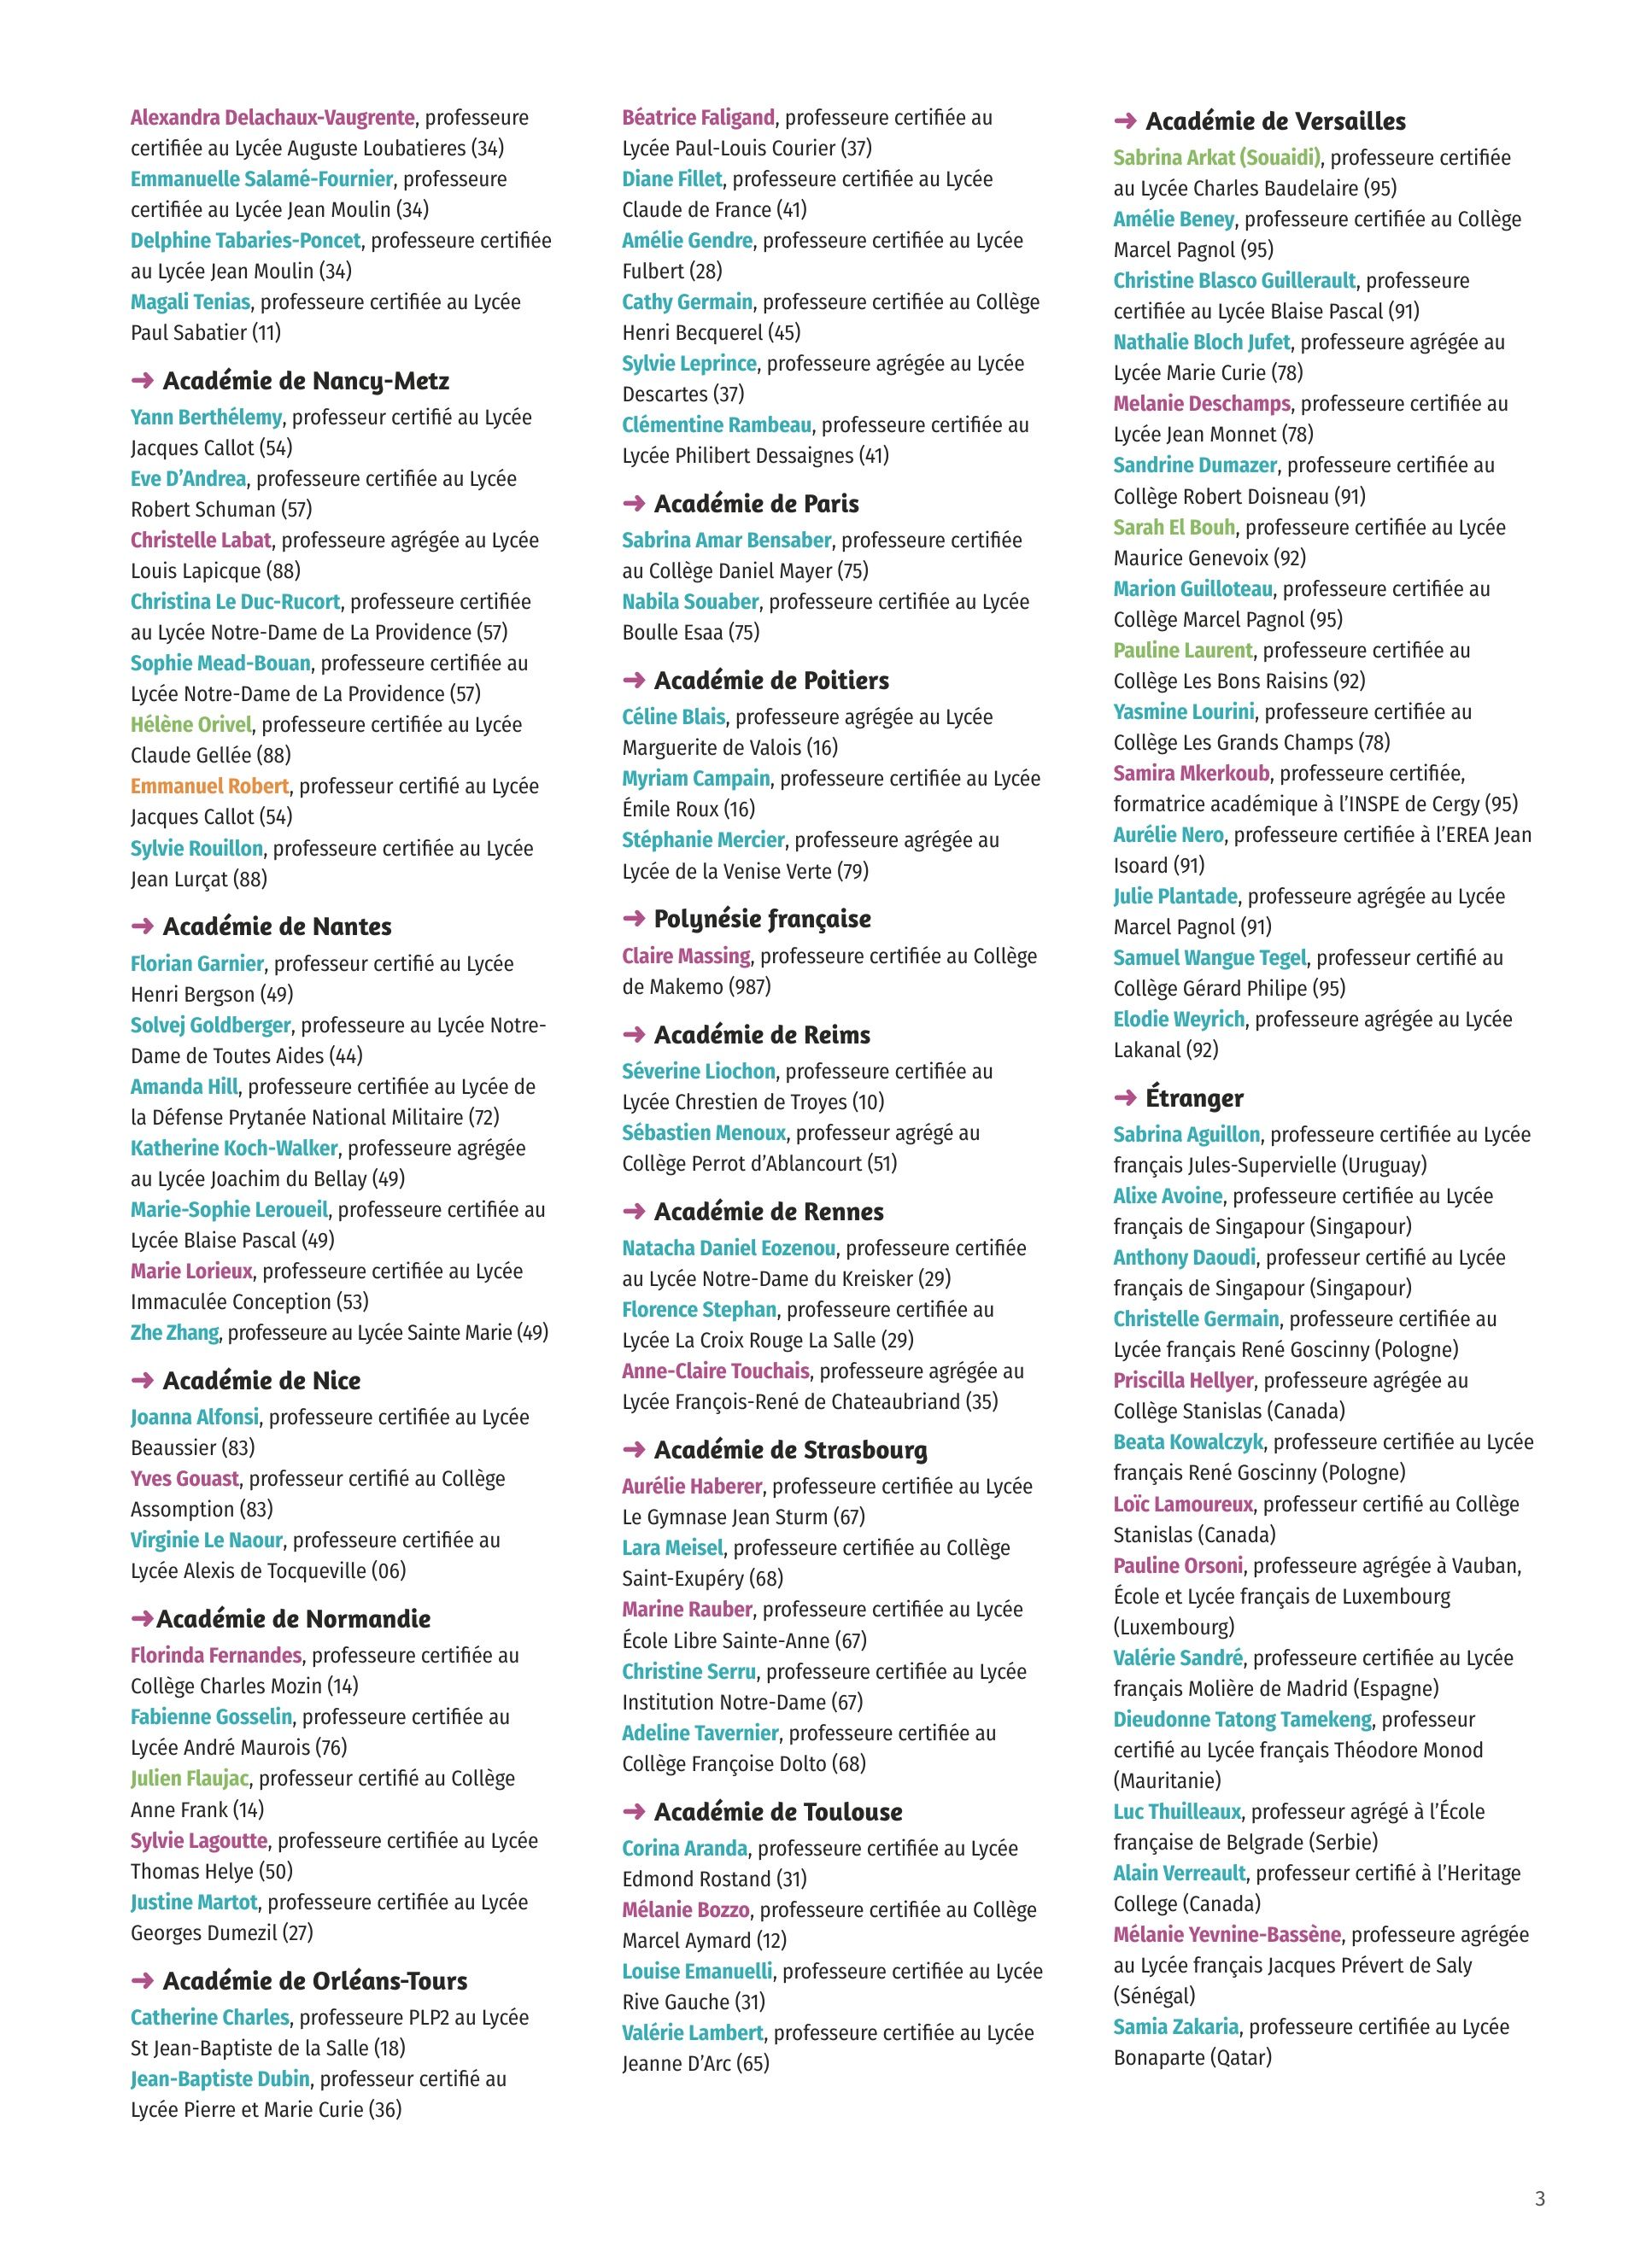 Alexandra Delachaux-Vaugrente, professeure
certifiée au Lycée Auguste Loubatieres (34)
Emmanuelle Salamé-Fournier, professeure
certifiée au Lycée Jean Moulin (34)
Delphine Tabaries-Poncet, professeure certifiée
au Lycée Jean Moulin (34)
Magali Tenias, professeure certifiée au Lycée
Paul Sabatier (11)
➜ Académie de Nancy-Metz
Yann Berthélemy, professeur certifié au Lycée
Jacques Callot (54)
Eve D’Andrea, professeure certifiée au Lycée
Robert Schuman (57)
Christelle Labat, professeure agrégée au Lycée
Louis Lapicque (88)
Christina Le Duc-Rucort, professeure certifiée
au Lycée Notre-Dame de La Providence (57)
Sophie Mead-Bouan, professeure certifiée au
Lycée Notre-Dame de La Providence (57)
Hélène Orivel, professeure certifiée au Lycée
Claude Gellée (88)
Emmanuel Robert, professeur certifié au Lycée
Jacques Callot (54)
Sylvie Rouillon, professeure certifiée au Lycée
Jean Lurçat (88)
➜ Académie de Nantes
Florian Garnier, professeur certifié au Lycée
Henri Bergson (49)
Solvej Goldberger, professeure au Lycée Notre-
Dame de Toutes Aides (44)
Amanda Hill, professeure certifiée au Lycée de
la Défense Prytanée National Militaire (72)
Katherine Koch-Walker, professeure agrégée
au Lycée Joachim du Bellay (49)
Marie-Sophie Leroueil, professeure certifiée au
Lycée Blaise Pascal (49)
Marie Lorieux, professeure certifiée au Lycée
Immaculée Conception (53)
Zhe Zhang, professeure au Lycée Sainte Marie (49)
➜ Académie de Nice
Joanna Alfonsi, professeure certifiée au Lycée
Beaussier (83)
Yves Gouast, professeur certifié au Collège
Assomption (83)
Virginie Le Naour, professeure certifiée au
Lycée Alexis de Tocqueville (06)
➜Académie de Normandie
Florinda Fernandes, professeure certifiée au
Collège Charles Mozin (14)
Fabienne Gosselin, professeure certifiée au
Lycée André Maurois (76)
Julien Flaujac, professeur certifié au Collège
Anne Frank (14)
Sylvie Lagoutte, professeure certifiée au Lycée
Thomas Helye (50)
Justine Martot, professeure certifiée au Lycée
Georges Dumezil (27)
➜ Académie de Orléans-Tours
Catherine Charles, professeure PLP2 au Lycée
St Jean-Baptiste de la Salle (18)
Jean-Baptiste Dubin, professeur certifié au
Lycée Pierre et Marie Curie (36)
Béatrice Faligand, professeure certifiée au
Lycée Paul-Louis Courier (37)
Diane Fillet, professeure certifiée au Lycée
Claude de France (41)
Amélie Gendre, professeure certifiée au Lycée
Fulbert (28)
Cathy Germain, professeure certifiée au Collège
Henri Becquerel (45)
Sylvie Leprince, professeure agrégée au Lycée
Descartes (37)
Clémentine Rambeau, professeure certifiée au
Lycée Philibert Dessaignes (41)
➜ Académie de Paris
Sabrina Amar Bensaber, professeure certifiée
au Collège Daniel Mayer (75)
Nabila Souaber, professeure certifiée au Lycée
Boulle Esaa (75)
➜ Académie de Poitiers
Céline Blais, professeure agrégée au Lycée
Marguerite de Valois (16)
Myriam Campain, professeure certifiée au Lycée
Émile Roux (16)
Stéphanie Mercier, professeure agrégée au
Lycée de la Venise Verte (79)
➜ Polynésie française
Claire Massing, professeure certifiée au Collège
de Makemo (987)
➜ Académie de Reims
Séverine Liochon, professeure certifiée au
Lycée Chrestien de Troyes (10)
Sébastien Menoux, professeur agrégé au
Collège Perrot d’Ablancourt (51)
➜ Académie de Rennes
Natacha Daniel Eozenou, professeure certifiée
au Lycée Notre-Dame du Kreisker (29)
Florence Stephan, professeure certifiée au
Lycée La Croix Rouge La Salle (29)
Anne-Claire Touchais, professeure agrégée au
Lycée François-René de Chateaubriand (35)
➜ Académie de Strasbourg
Aurélie Haberer, professeure certifiée au Lycée
Le Gymnase Jean Sturm (67)
Lara Meisel, professeure certifiée au Collège
Saint-Exupéry (68)
Marine Rauber, professeure certifiée au Lycée
École Libre Sainte-Anne (67)
Christine Serru, professeure certifiée au Lycée
Institution Notre-Dame (67)
Adeline Tavernier, professeure certifiée au
Collège Françoise Dolto (68)
➜ Académie de Toulouse
Corina Aranda, professeure certifiée au Lycée
Edmond Rostand (31)
Mélanie Bozzo, professeure certifiée au Collège
Marcel Aymard (12)
Louise Emanuelli, professeure certifiée au Lycée
Rive Gauche (31)
Valérie Lambert, professeure certifiée au Lycée
Jeanne D’Arc (65)
➜ Académie de Versailles
Sabrina Arkat (Souaidi), professeure certifiée
au Lycée Charles Baudelaire (95)
Amélie Beney, professeure certifiée au Collège
Marcel Pagnol (95)
Christine Blasco Guillerault, professeure
certifiée au Lycée Blaise Pascal (91)
Nathalie Bloch Jufet, professeure agrégée au
Lycée Marie Curie (78)
Melanie Deschamps, professeure certifiée au
Lycée Jean Monnet (78)
Sandrine Dumazer, professeure certifiée au
Collège Robert Doisneau (91)
Sarah El Bouh, professeure certifiée au Lycée
Maurice Genevoix (92)
Marion Guilloteau, professeure certifiée au
Collège Marcel Pagnol (95)
Pauline Laurent, professeure certifiée au
Collège Les Bons Raisins (92)
Yasmine Lourini, professeure certifiée au
Collège Les Grands Champs (78)
Samira Mkerkoub, professeure certifiée,
formatrice académique à l’INSPE de Cergy (95)
Aurélie Nero, professeure certifiée à l’EREA Jean
Isoard (91)
Julie Plantade, professeure agrégée au Lycée
Marcel Pagnol (91)
Samuel Wangue Tegel, professeur certifié au
Collège Gérard Philipe (95)
Elodie Weyrich, professeure agrégée au Lycée
Lakanal (92)
➜ Étranger
Sabrina Aguillon, professeure certifiée au Lycée
français Jules-Supervielle (Uruguay)
Alixe Avoine, professeure certifiée au Lycée
français de Singapour (Singapour)
Anthony Daoudi, professeur certifié au Lycée
français de Singapour (Singapour)
Christelle Germain, professeure certifiée au
Lycée français René Goscinny (Pologne)
Priscilla Hellyer, professeure agrégée au
Collège Stanislas (Canada)
Beata Kowalczyk, professeure certifiée au Lycée
français René Goscinny (Pologne)
Loïc Lamoureux, professeur certifié au Collège
Stanislas (Canada)
Pauline Orsoni, professeure agrégée à Vauban,
École et Lycée français de Luxembourg
(Luxembourg)
Valérie Sandré, professeure certifiée au Lycée
français Molière de Madrid (Espagne)
Dieudonne Tatong Tamekeng, professeur
certifié au Lycée français Théodore Monod
(Mauritanie)
Luc Thuilleaux, professeur agrégé à l’École
française de Belgrade (Serbie)
Alain Verreault, professeur certifié à l’Heritage
College (Canada)
Mélanie Yevnine-Bassène, professeure agrégée
au Lycée français Jacques Prévert de Saly
(Sénégal)
Samia Zakaria, professeure certifiée au Lycée
Bonaparte (Qatar)
3